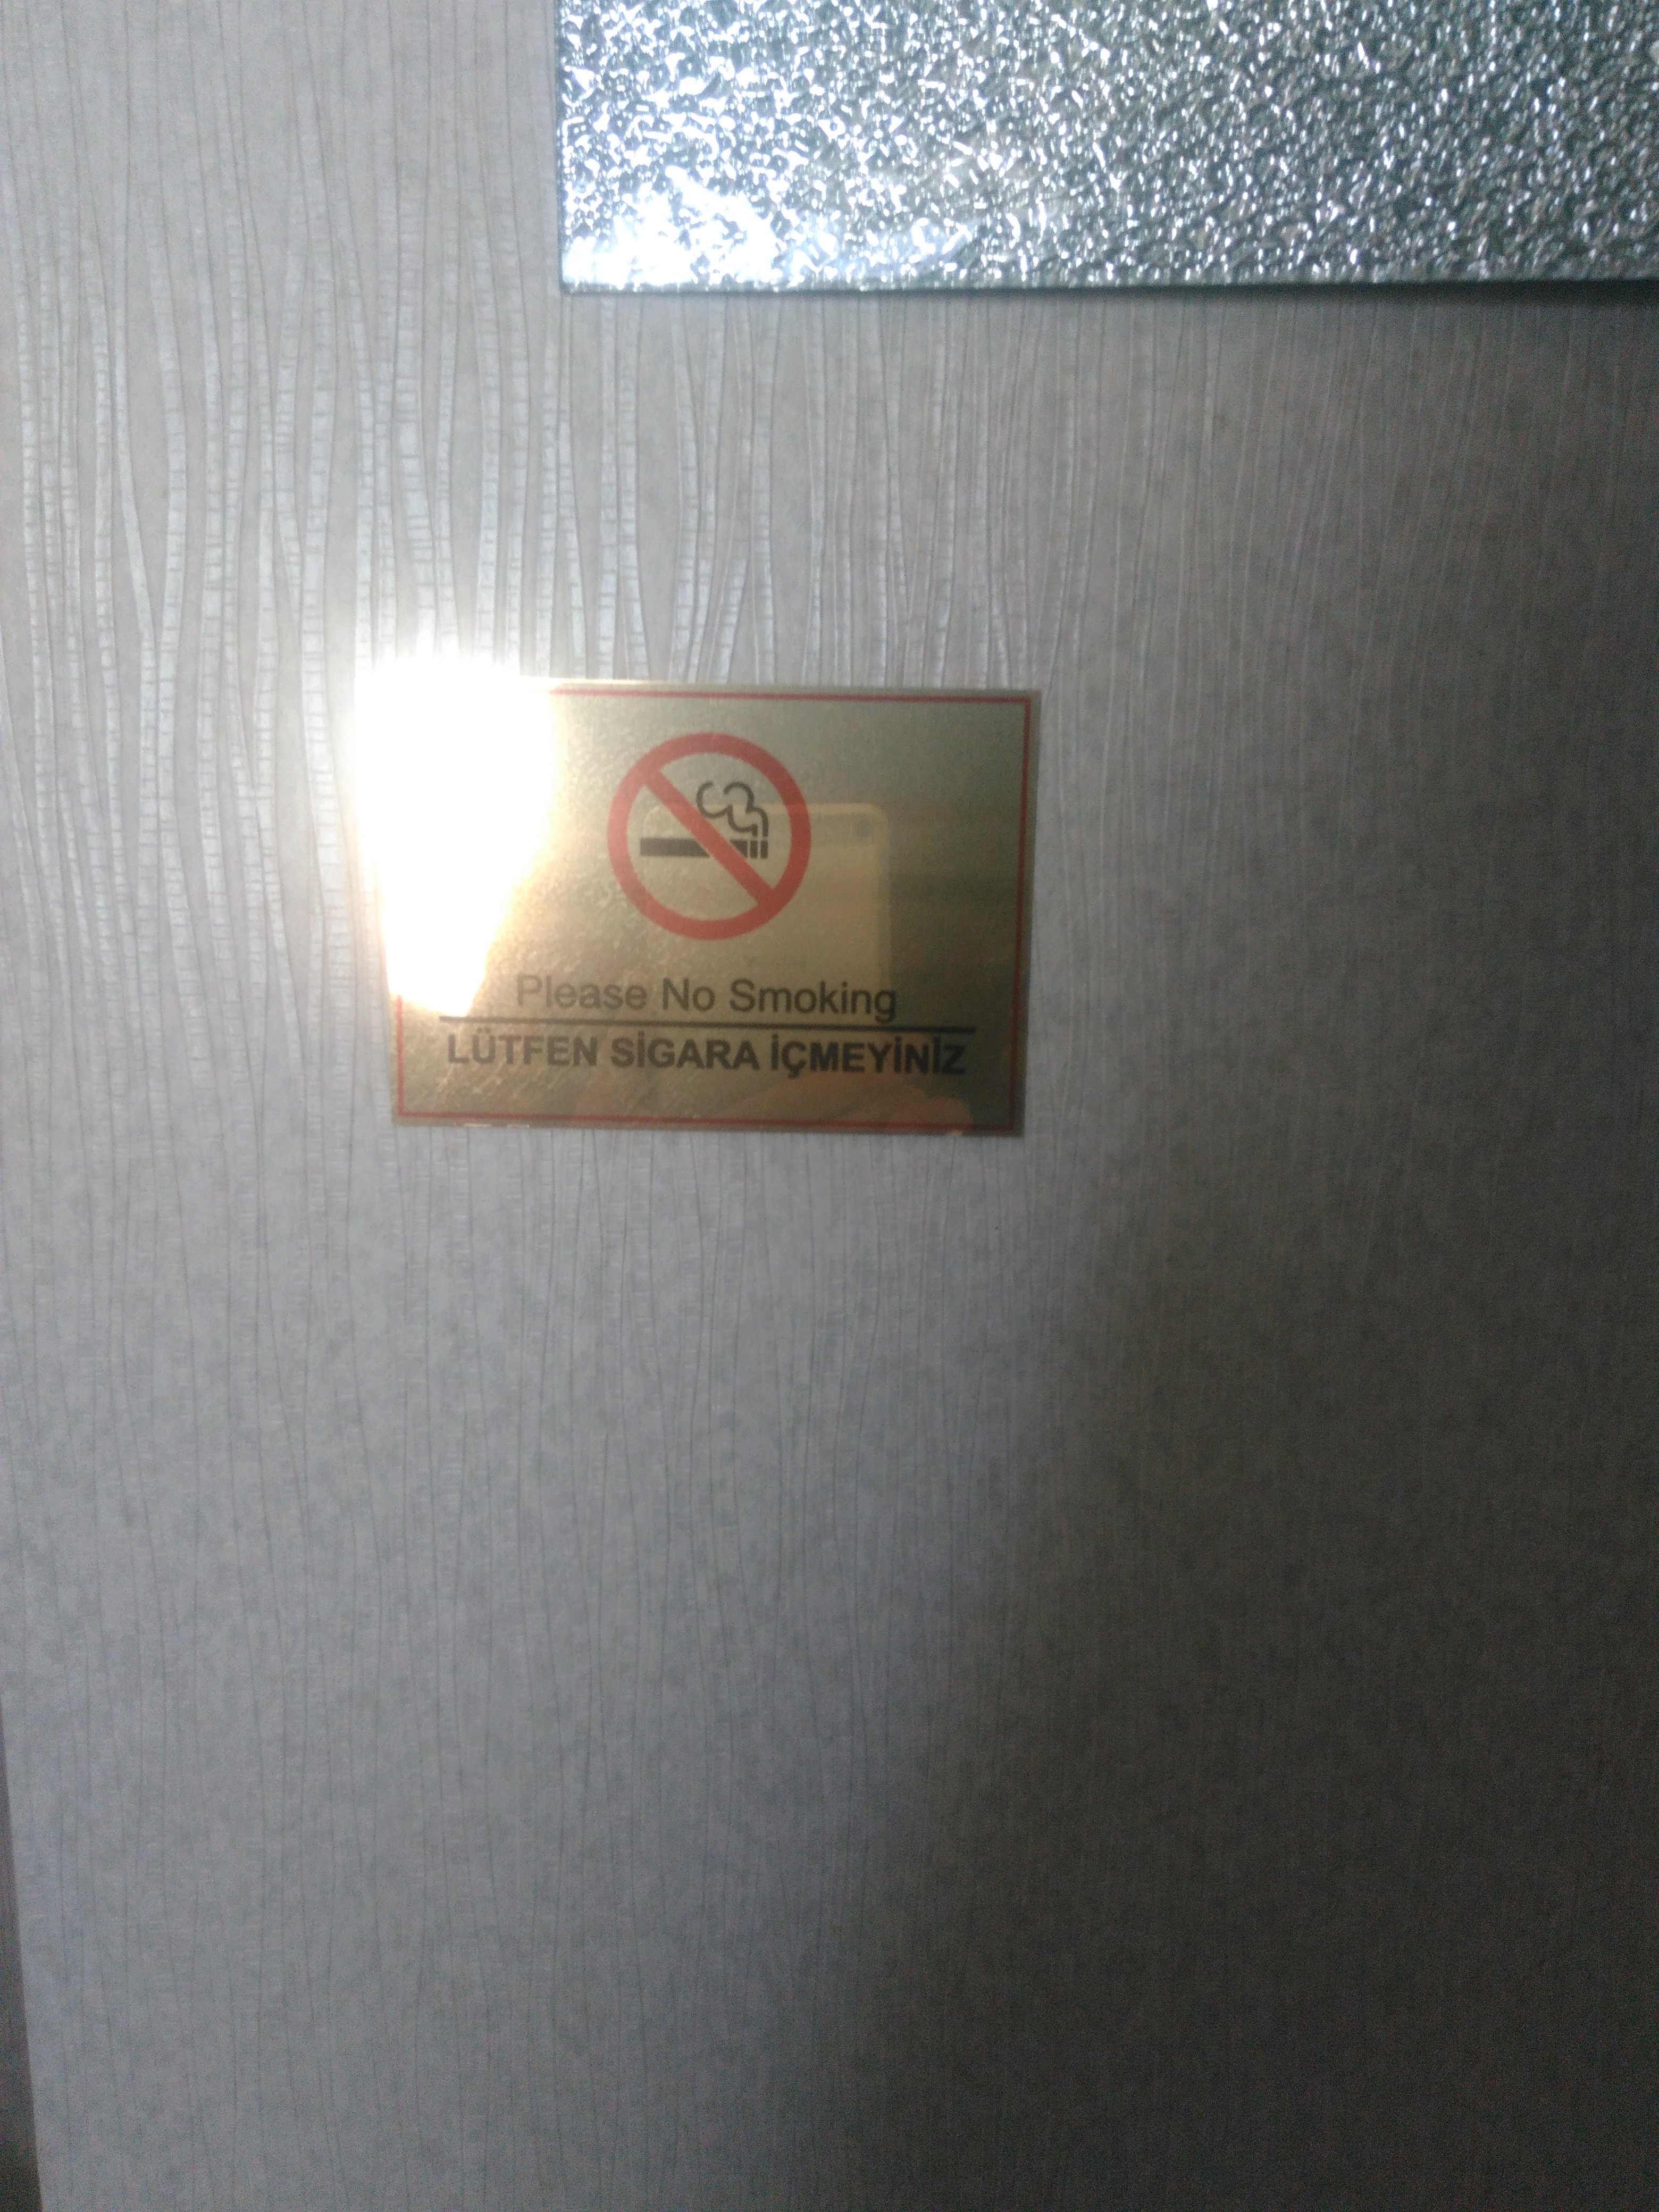 Please No Smoking
LÜTFEN SİGARA İÇMEYİNİZ